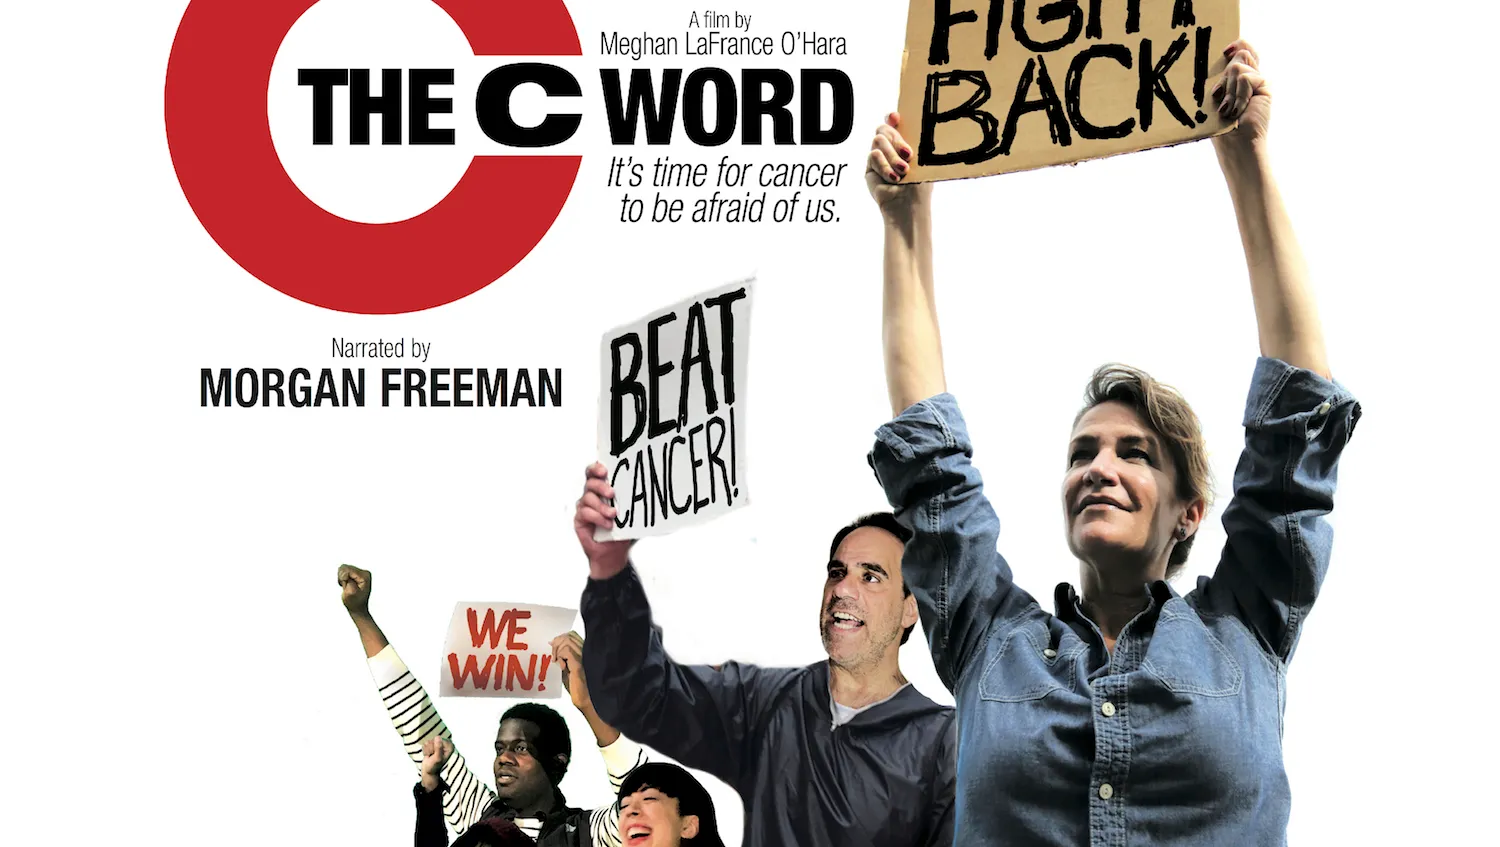 A film by
Meghan LaFrance O'Hara
THE C WORD
It's time for cancer
to be afraid of us.
Narrated by
MORGAN FREEMAN
FIGHT
BACK!
BEAT
CANCER!
WE
WIN!